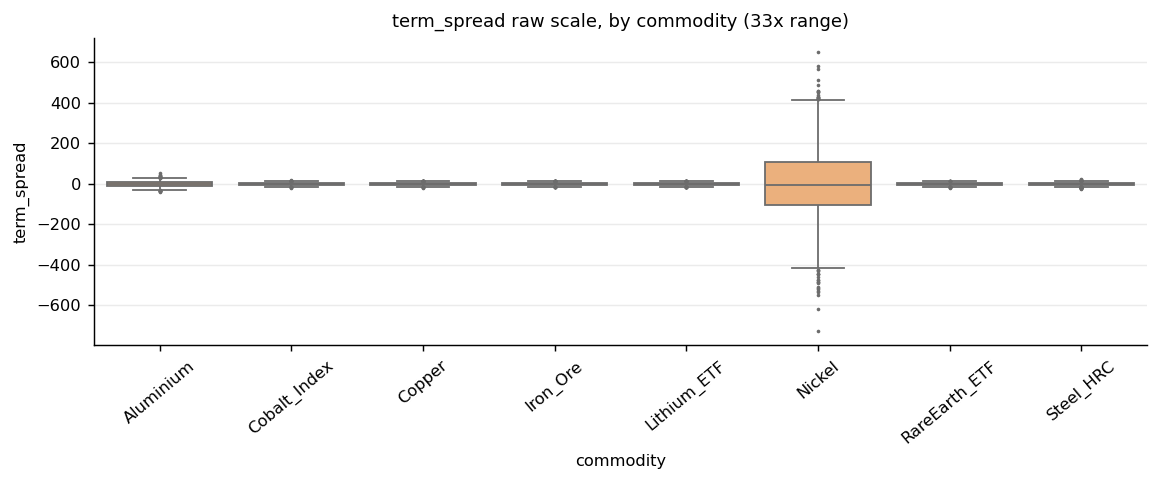 term_spread raw scale, by commodity (33x range)
term_spread
600
400
200
0
−200
−400
−600
Aluminium
Cobalt_Index
Copper
Iron_Ore
Lithium_ETF
Nickel
RareEarth_ETF
Steel_HRC
commodity